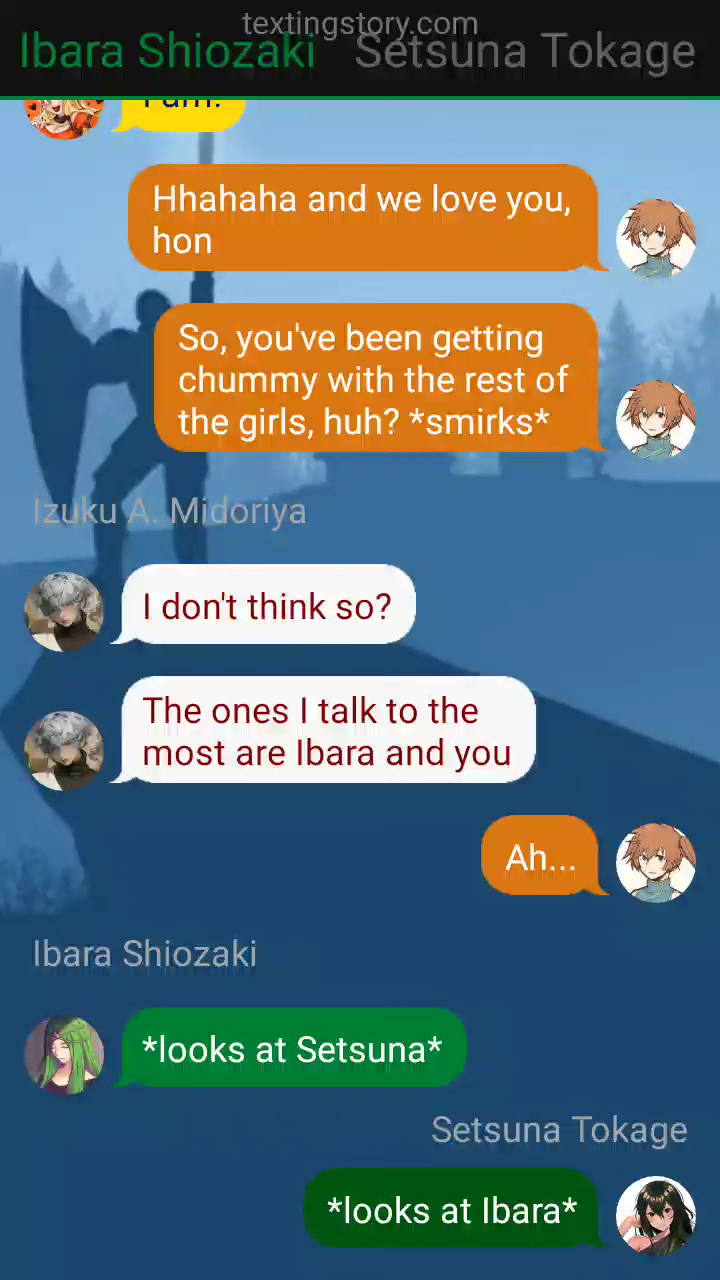 textingstory.com
Ibara Shiozaki Setsuna Tokage
Hhahaha and we love you,
hon
So, you've been getting
chummy with the rest of
the girls, huh? *smirks*
Izuku A. Midoriya
I don't think so?
The ones I talk to the
most are Ibara and you
Ah...
Ibara Shiozaki
*looks at Setsuna*
Setsuna Tokage
*looks at Ibara*